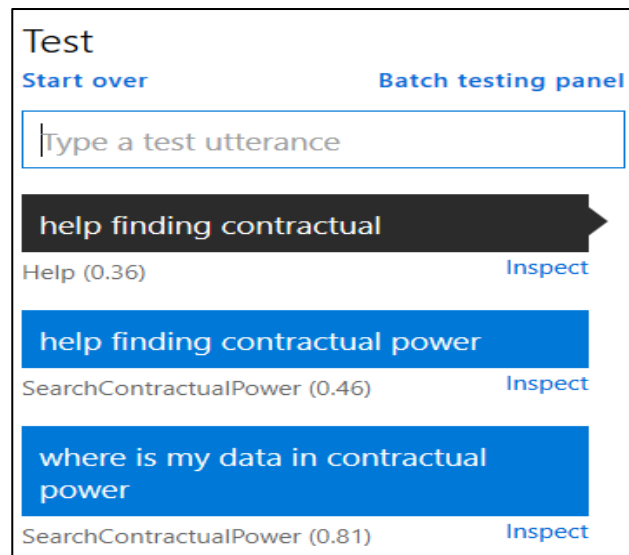 Test
Start over Batch testing panel
Type a test utterance
help finding contractual
Help (0.36) Inspect
help finding contractual power
SearchContractualPower (0.46) Inspect
where is my data in contractual
power
SearchContractualPower (0.81) Inspect